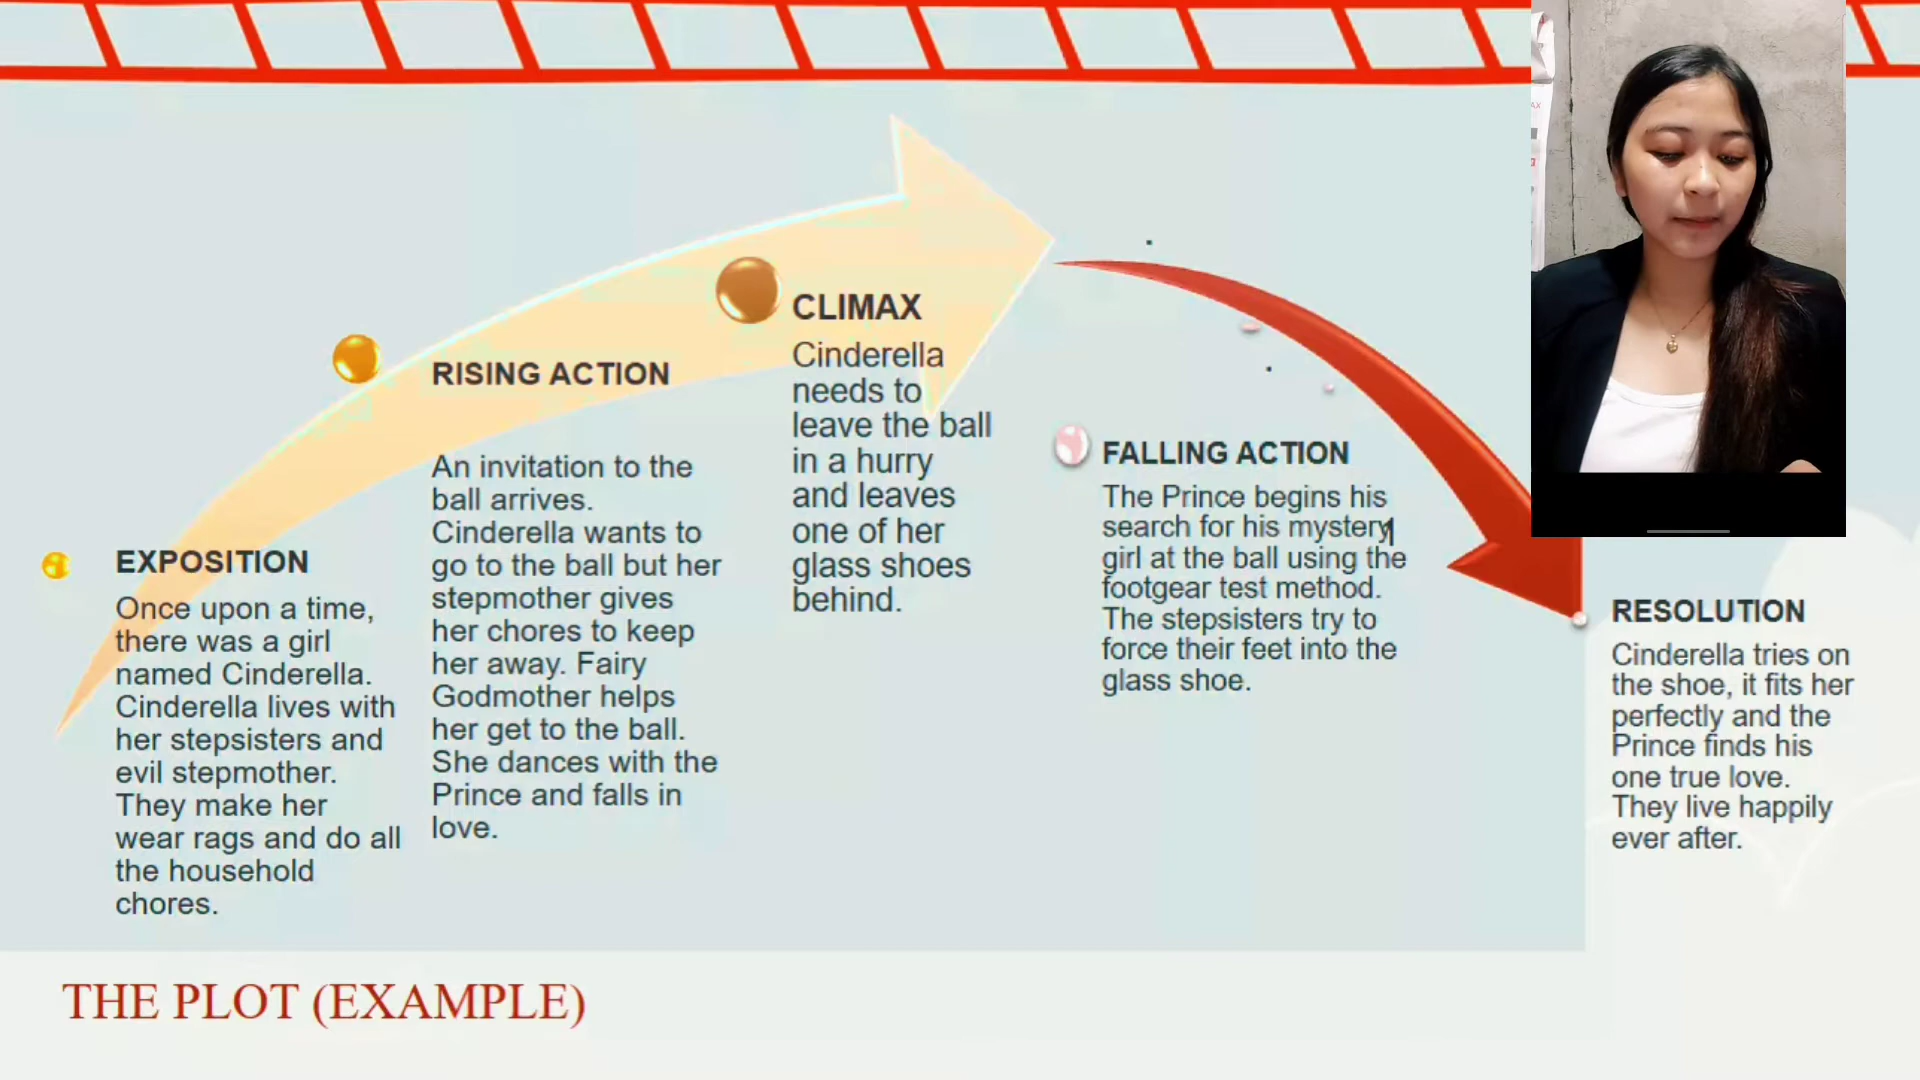 EXPOSITION
Once upon a time,
there was a girl
named Cinderella.
Cinderella lives with
her stepsisters and
evil stepmother.
They make her
wear rags and do all
the household
chores.
RISING ACTION
An invitation to the
ball arrives.
Cinderella wants to
go to the ball but her
stepmother gives
her chores to keep
her away. Fairy
Godmother helps
her get to the ball.
She dances with the
Prince and falls in
love.
CLIMAX
Cinderella
needs to
leave the ball
in a hurry
and leaves
one of her
glass shoes
behind.
FALLING ACTION
The Prince begins his
search for his mystery
girl at the ball using the
footgear test method.
The stepsisters try to
force their feet into the
glass shoe.
RESOLUTION
Cinderella tries on
the shoe, it fits her
perfectly and the
Prince finds his
one true love.
They live happily
ever after.
THE PLOT (EXAMPLE)